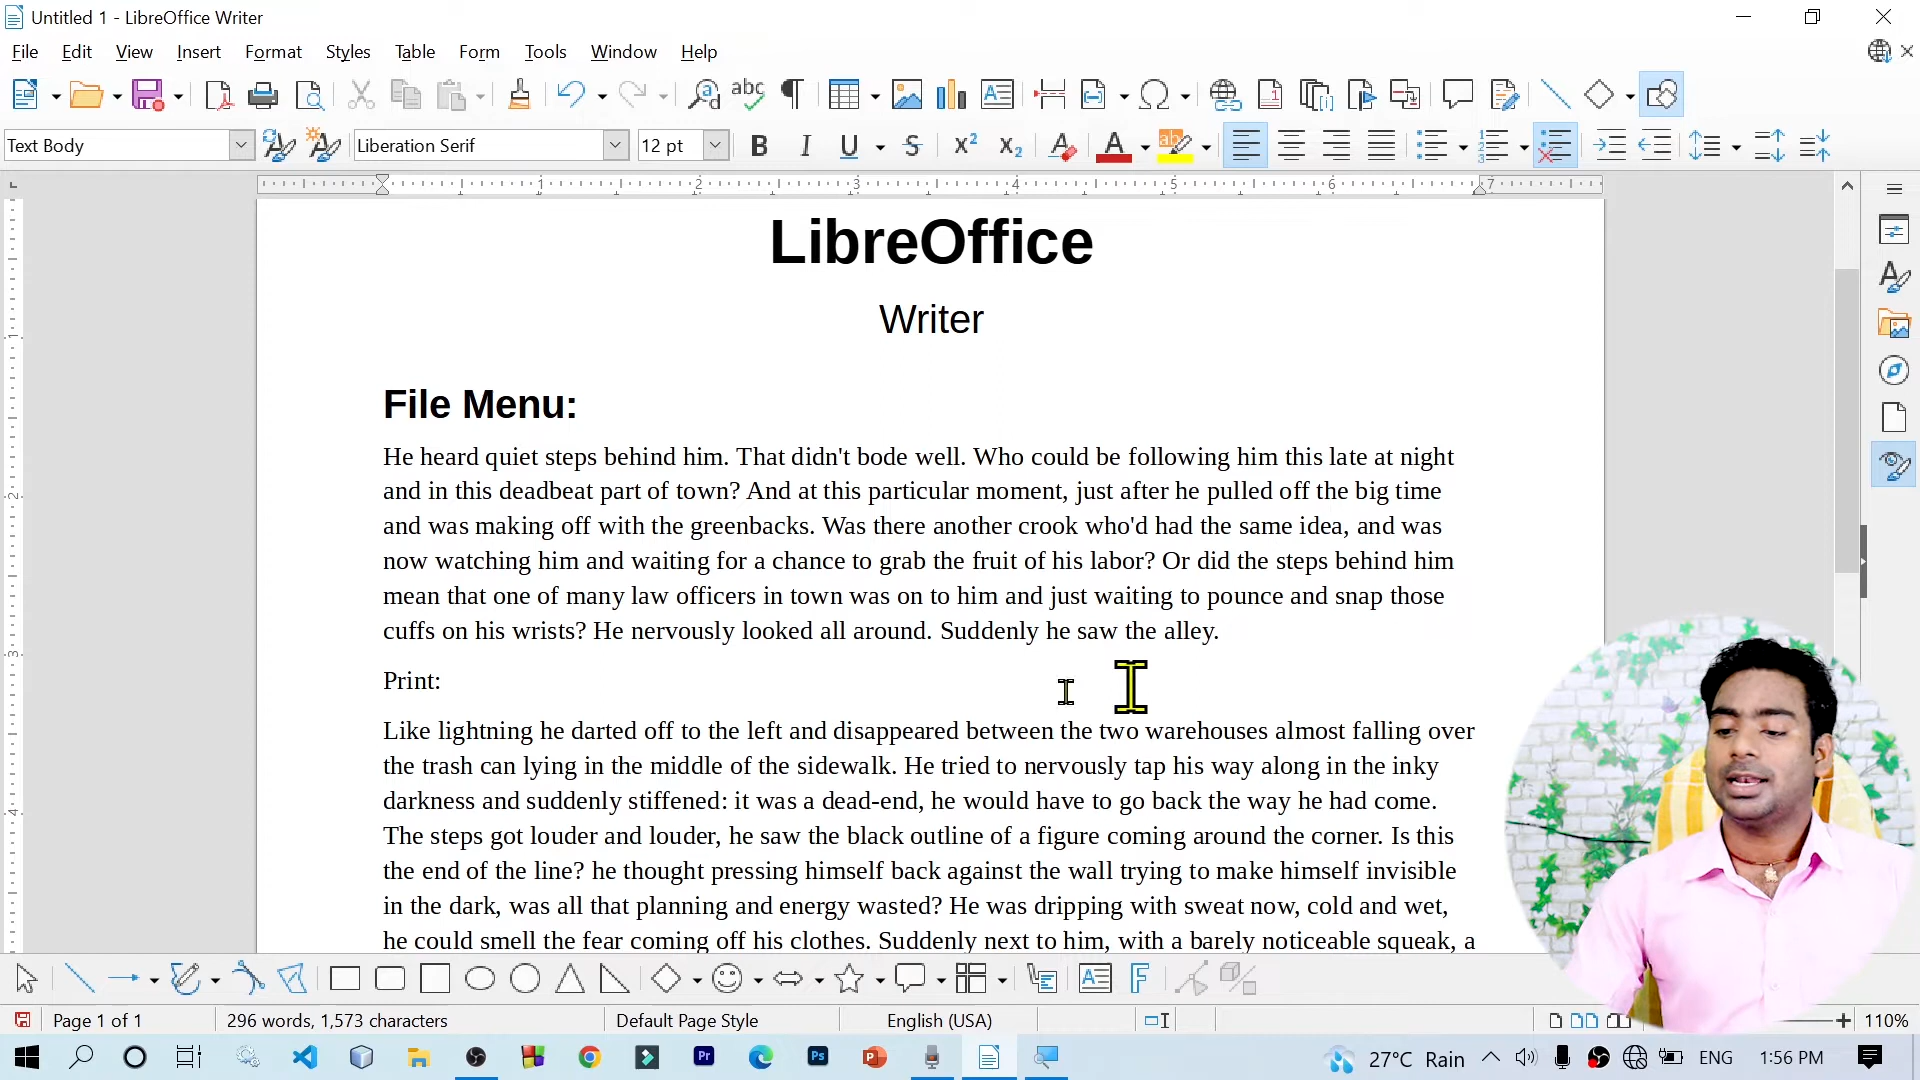 Untitled 1 - LibreOffice Writer
File Edit View Insert Format Styles Table Form Tools Window Help
Text Body Liberation Serif 12 pt
1 2 3 4 5 6 7
LibreOffice
Writer
File Menu:
He heard quiet steps behind him. That didn't bode well. Who could be following him this late at night
and in this deadbeat part of town? And at this particular moment, just after he pulled off the big time
and was making off with the greenbacks. Was there another crook who'd had the same idea, and was
now watching him and waiting for a chance to grab the fruit of his labor? Or did the steps behind him
mean that one of many law officers in town was on to him and just waiting to pounce and snap those
cuffs on his wrists? He nervously looked all around. Suddenly he saw the alley.
Print:
Like lightning he darted off to the left and disappeared between the two warehouses almost falling over
the trash can lying in the middle of the sidewalk. He tried to nervously tap his way along in the inky
darkness and suddenly stiffened: it was a dead-end, he would have to go back the way he had come.
The steps got louder and louder, he saw the black outline of a figure coming around the corner. Is this
the end of the line? he thought pressing himself back against the wall trying to make himself invisible
in the dark, was all that planning and energy wasted? He was dripping with sweat now, cold and wet,
he could smell the fear coming off his clothes. Suddenly next to him, with a barely noticeable squeak, a
Page 1 of 1 296 words, 1,573 characters Default Page Style English (USA) 110%
27°C Rain ENG 1:56 PM